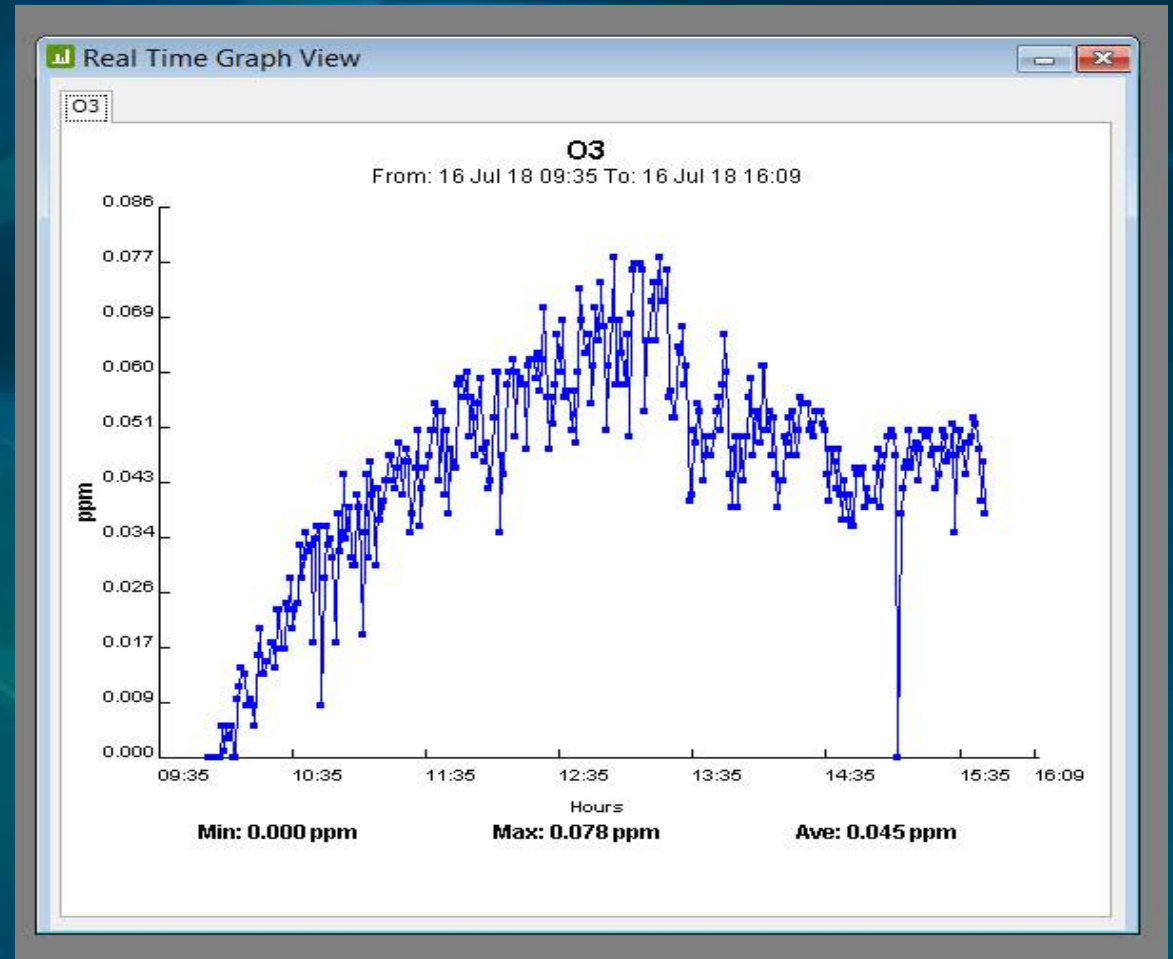 Real Time Graph View
O3
O3
From: 16 Jul 18 09:35 To: 16 Jul 18 16:09
0.086
0.077
0.069
0.060
0.051
0.043
0.034
0.026
0.017
0.009
0.000
ppm
09:35 10:35 11:35 12:35 13:35 14:35 15:35 16:09
Hours
Min: 0.000 ppm Max: 0.078 ppm Ave: 0.045 ppm